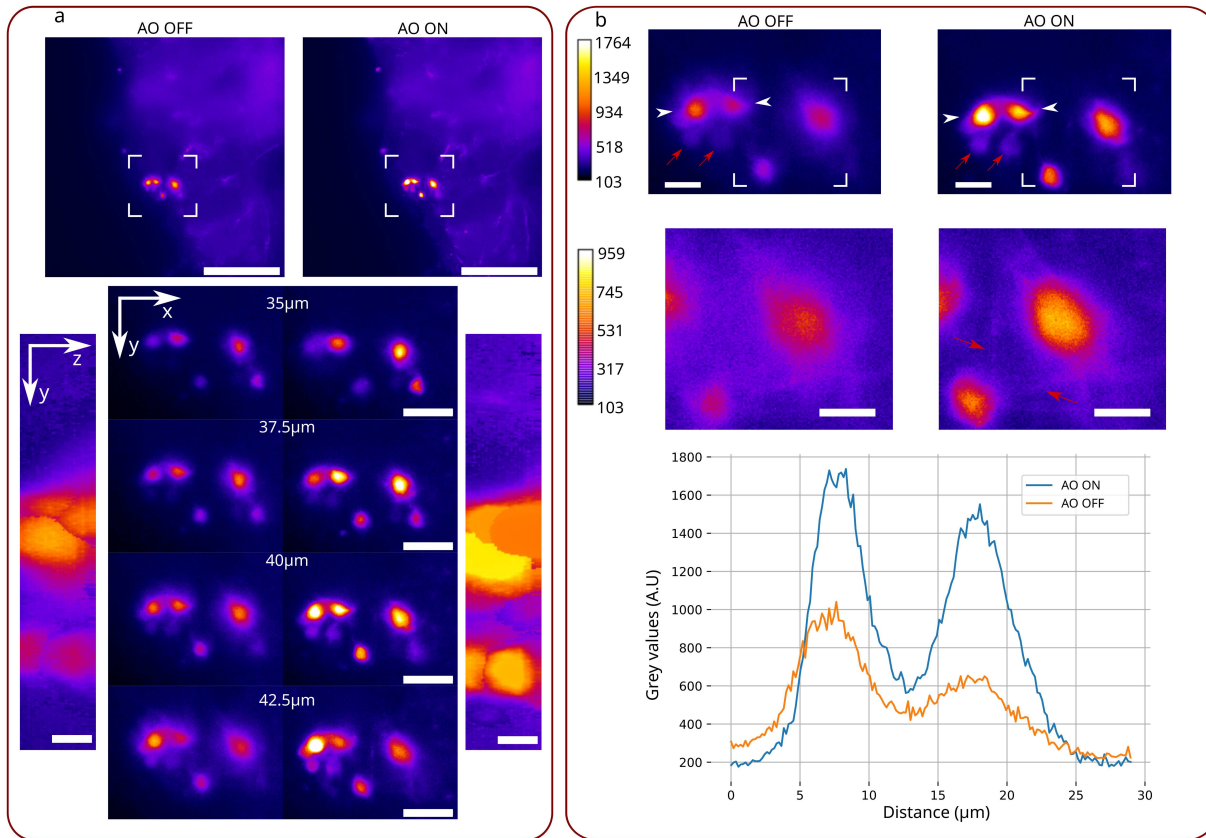 a
AO OFF
AO ON
35µm
x
y
z
y
37.5µm
40µm
42.5µm
b
AO OFF
AO ON
1764
1349
934
518
103
959
745
531
317
103
1800
1600
1400
1200
1000
800
600
400
200
Grey values (A.U)
AO ON
AO OFF
0
5
10
15
20
25
30
Distance (µm)